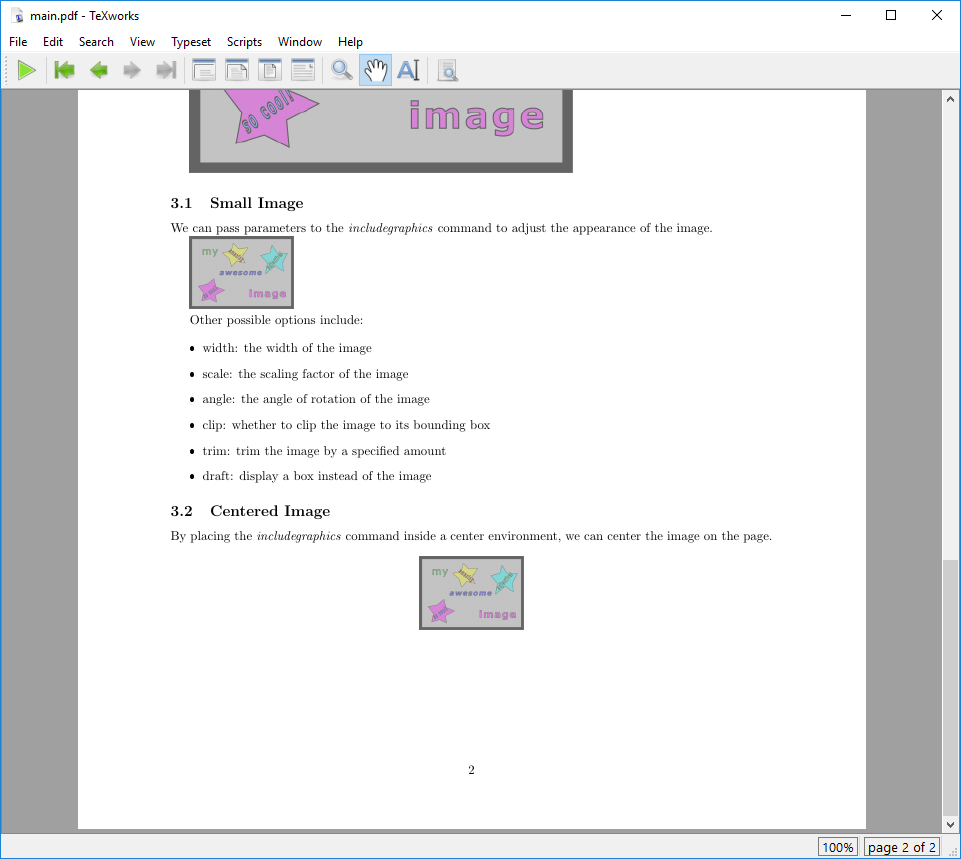 main.pdf - TeXworks
File Edit Search View Typeset Scripts Window Help
so cool!
image
3.1 Small Image
We can pass parameters to the includegraphics command to adjust the appearance of the image.
my
awesome
image
Other possible options include:
• width: the width of the image
• scale: the scaling factor of the image
• angle: the angle of rotation of the image
• clip: whether to clip the image to its bounding box
• trim: trim the image by a specified amount
• draft: display a box instead of the image
3.2 Centered Image
By placing the includegraphics command inside a center environment, we can center the image on the page.
my
awesome
image
2
100% page 2 of 2